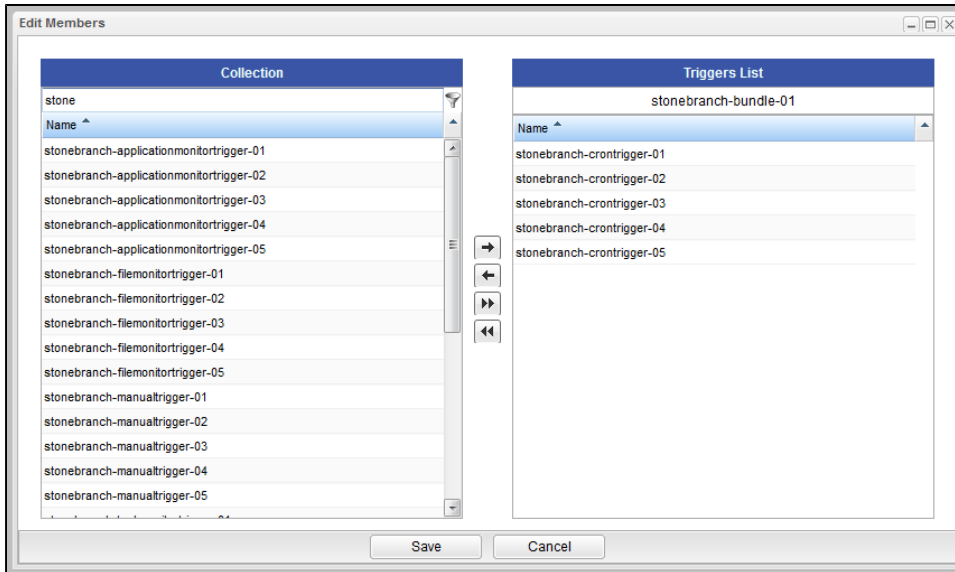 Edit Members
Collection
stone
Name
stonebranch-applicationmonitortrigger-01
stonebranch-applicationmonitortrigger-02
stonebranch-applicationmonitortrigger-03
stonebranch-applicationmonitortrigger-04
stonebranch-applicationmonitortrigger-05
stonebranch-filemonitortrigger-01
stonebranch-filemonitortrigger-02
stonebranch-filemonitortrigger-03
stonebranch-filemonitortrigger-04
stonebranch-filemonitortrigger-05
stonebranch-manualtrigger-01
stonebranch-manualtrigger-02
stonebranch-manualtrigger-03
stonebranch-manualtrigger-04
stonebranch-manualtrigger-05
Triggers List
stonebranch-bundle-01
Name
stonebranch-crontrigger-01
stonebranch-crontrigger-02
stonebranch-crontrigger-03
stonebranch-crontrigger-04
stonebranch-crontrigger-05
Save
Cancel